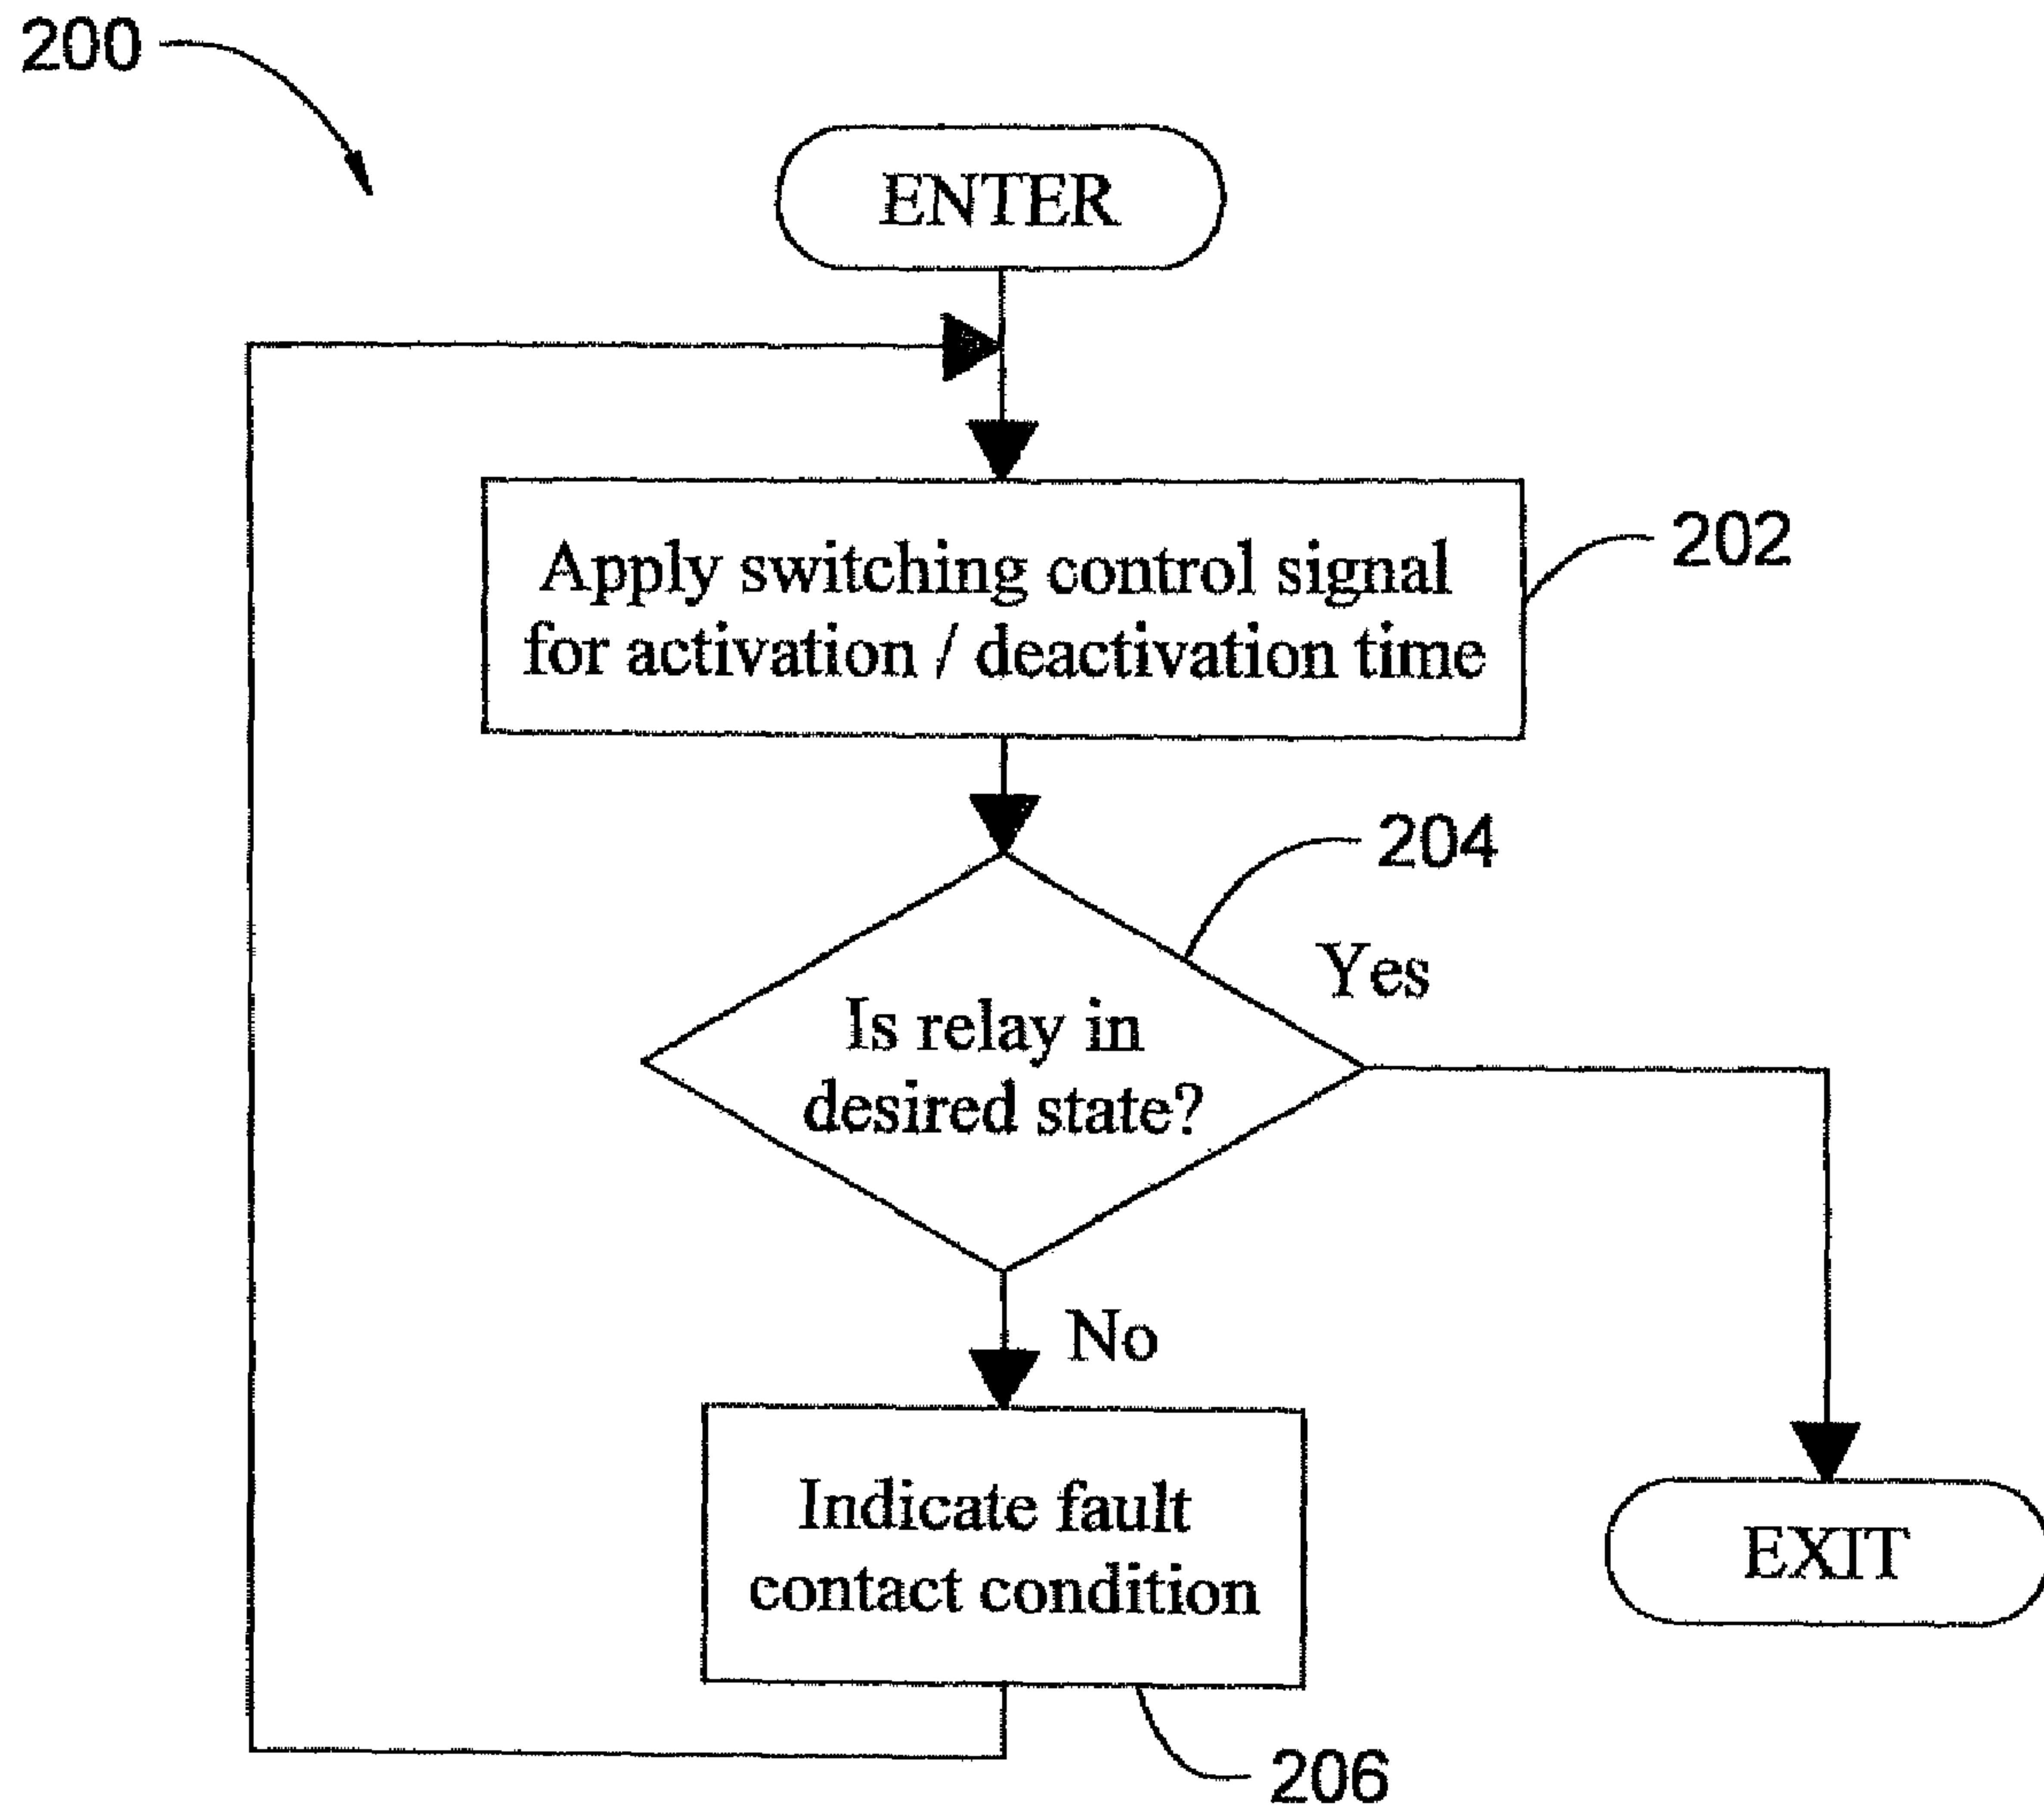 200
ENTER
Apply switching control signal
for activation / deactivation time
202
204
Yes
Is relay in
desired state?
No
Indicate fault
contact condition
EXIT
206